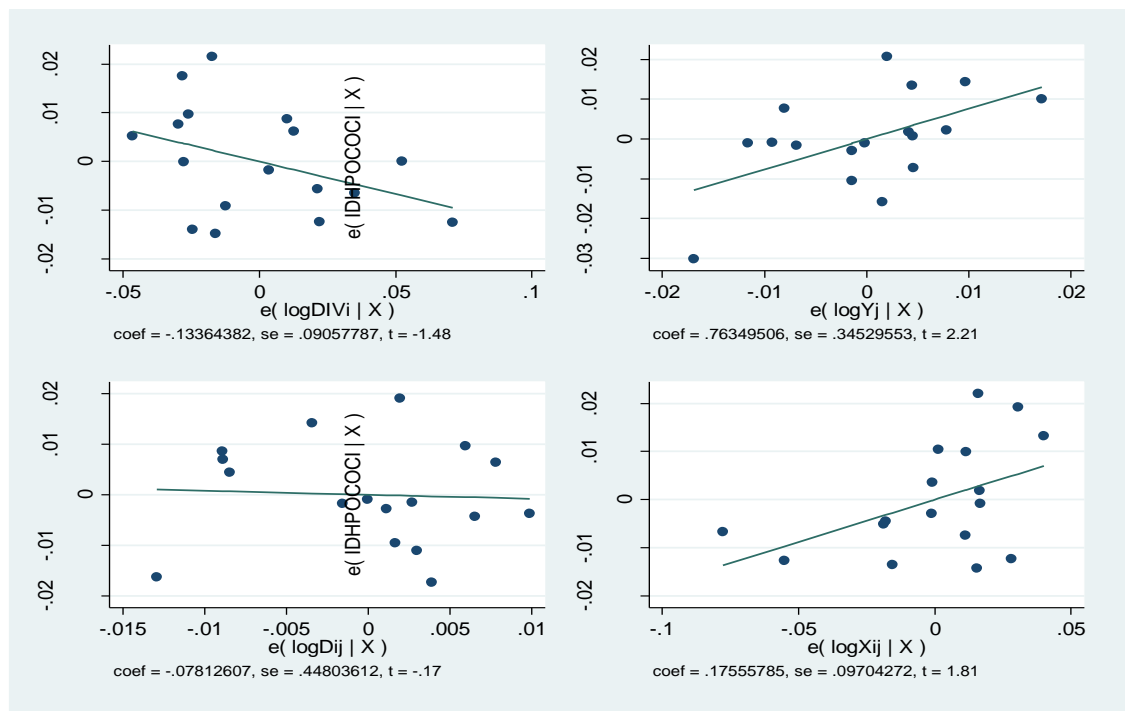 .02
.01
0
-.01
-.02
e( IDHPOCOCI | X )
-.05 0 .05 .1
e( logDIVi | X )
coef = -.13364382, se = .09057787, t = -1.48
.02
.01
0
-.01
-.02
-.03
-.02 -.01 0 .01 .02
e( logYj | X )
coef = .76349506, se = .34529553, t = 2.21
.02
.01
0
-.01
-.02
e( IDHPOCOCI | X )
-.015 -.01 -.005 0 .005 .01
e( logDij | X )
coef = -.07812607, se = .44803612, t = -.17
.02
.01
0
-.01
-.02
-.1 -.05 0 .05
e( logXij | X )
coef = .17555785, se = .09704272, t = 1.81